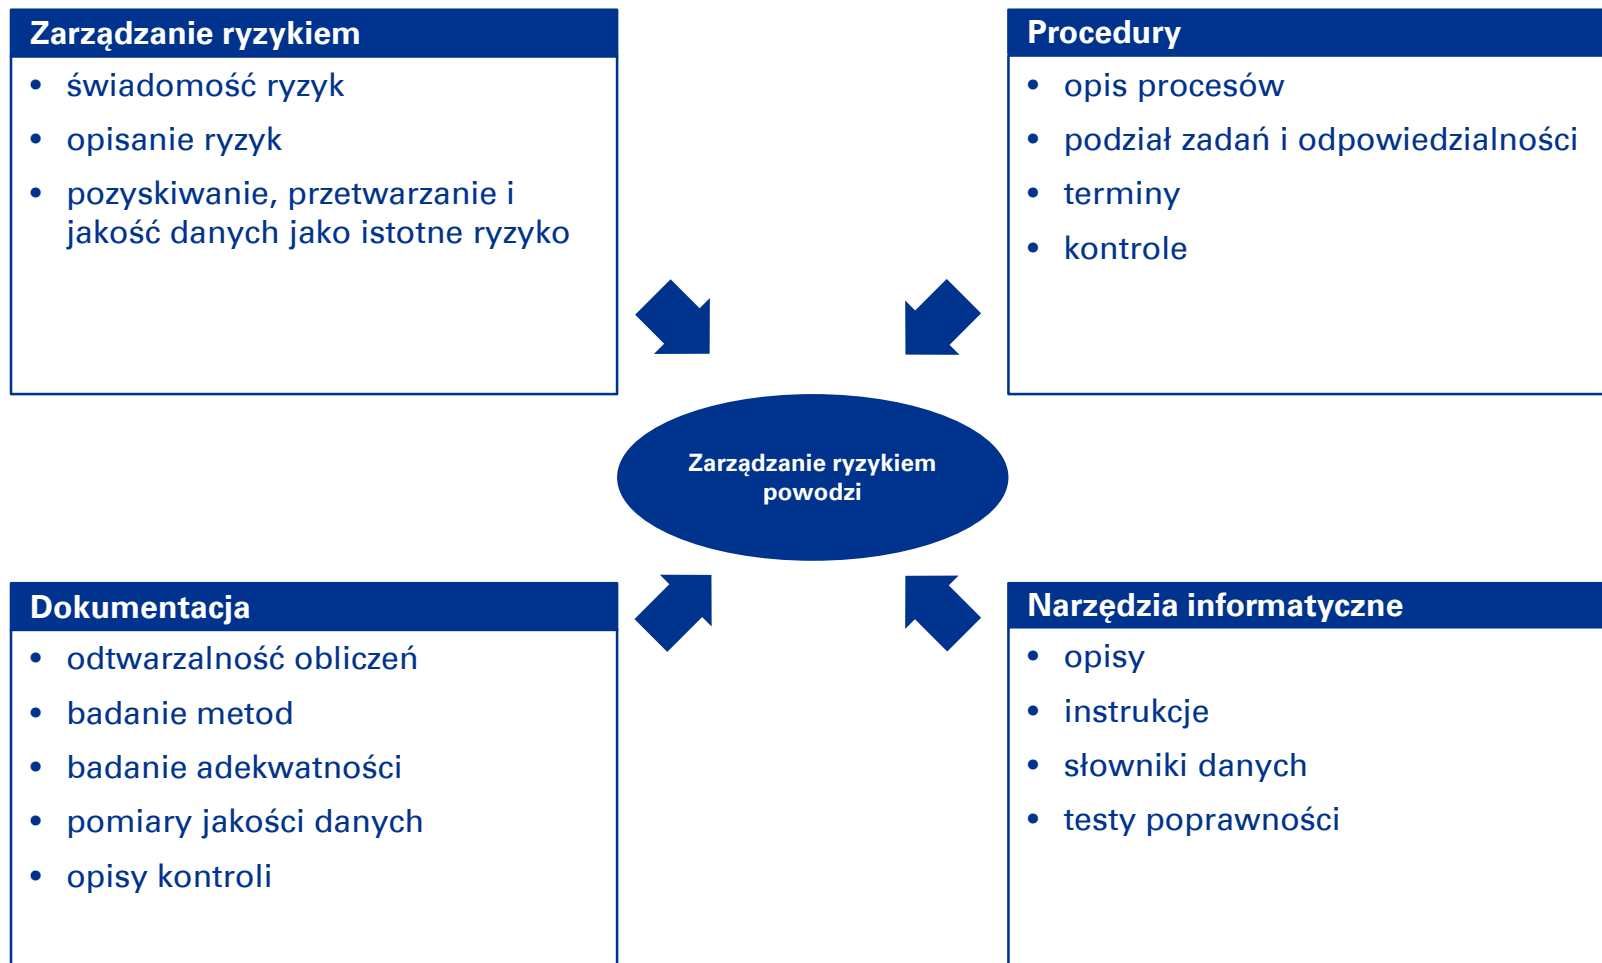 Zarządzanie ryzykiem
• świadomość ryzyk
• opisanie ryzyk
• pozyskiwanie, przetwarzanie i
jakość danych jako istotne ryzyko
Procedury
• opis procesów
• podział zadań i odpowiedzialności
• terminy
• kontrole
Zarządzanie ryzykiem
powodzi
Dokumentacja
• odtwarzalność obliczeń
• badanie metod
• badanie adekwatności
• pomiary jakości danych
• opisy kontroli
Narzędzia informatyczne
• opisy
• instrukcje
• słowniki danych
• testy poprawności